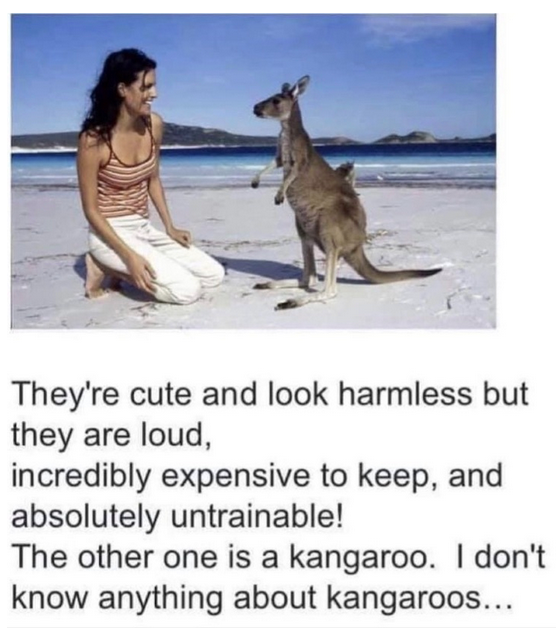 They're cute and look harmless but
they are loud,
incredibly expensive to keep, and
absolutely untrainable!
The other one is a kangaroo.  I don't
know anything about kangaroos...